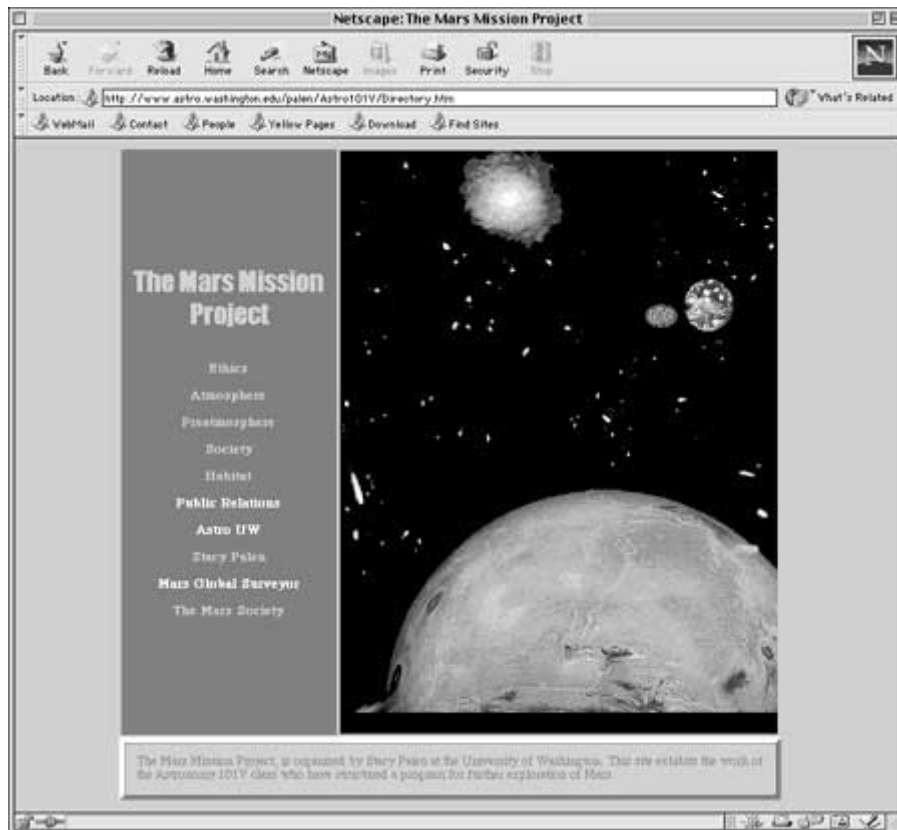 Netscape: The Mars Mission Project
Back Forward Reload Home Search Netscape Images Print Security Stop
Location: http://www.astro.washington.edu/palen/Astro101V/Directory.htm What's Related
WebMail Contact People Yellow Pages Download Find Sites
The Mars Mission
Project
Ethics
Atmosphere
Preatmosphere
Society
Habitat
Public Relations
Astro UW
Stacy Palen
Mars Global Surveyor
The Mars Society
The Mars Mission Project, is organized by Stacy Palen at the University of Washington. This site exhibits the work of
the Astronomy 101V class who have structured a program for further exploration of Mars.